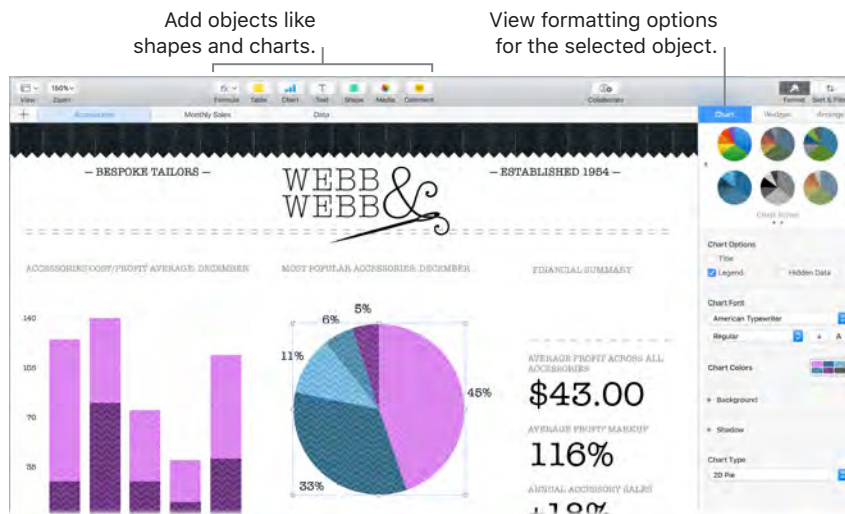 Add objects like
shapes and charts.
View formatting options
for the selected object.
150%
View
Zoom
Formula
Table
Chart
Text
Shape
Media
Comment
Collaborate
Format
Sort & Filter
Accessories
Monthly Sales
Data
Chart
Wedges
Arrange
— BESPOKE TAILORS —
WEBB &
WEBB
— ESTABLISHED 1954 —
Chart Styles
Chart Options
Title
Legend
Hidden Data
Chart Font
American Typewriter
Regular
A
A
Chart Colors
Background
Shadow
Chart Type
2D Pie
ACCESSORIES COST/PROFIT AVERAGE: DECEMBER
140
105
70
35
MOST POPULAR ACCESSORIES: DECEMBER
5%
6%
11%
45%
33%
FINANCIAL SUMMARY
AVERAGE PROFIT ACROSS ALL
ACCESSORIES
$43.00
AVERAGE PROFIT MARKUP
116%
ANNUAL ACCESSORY SALES
+18%